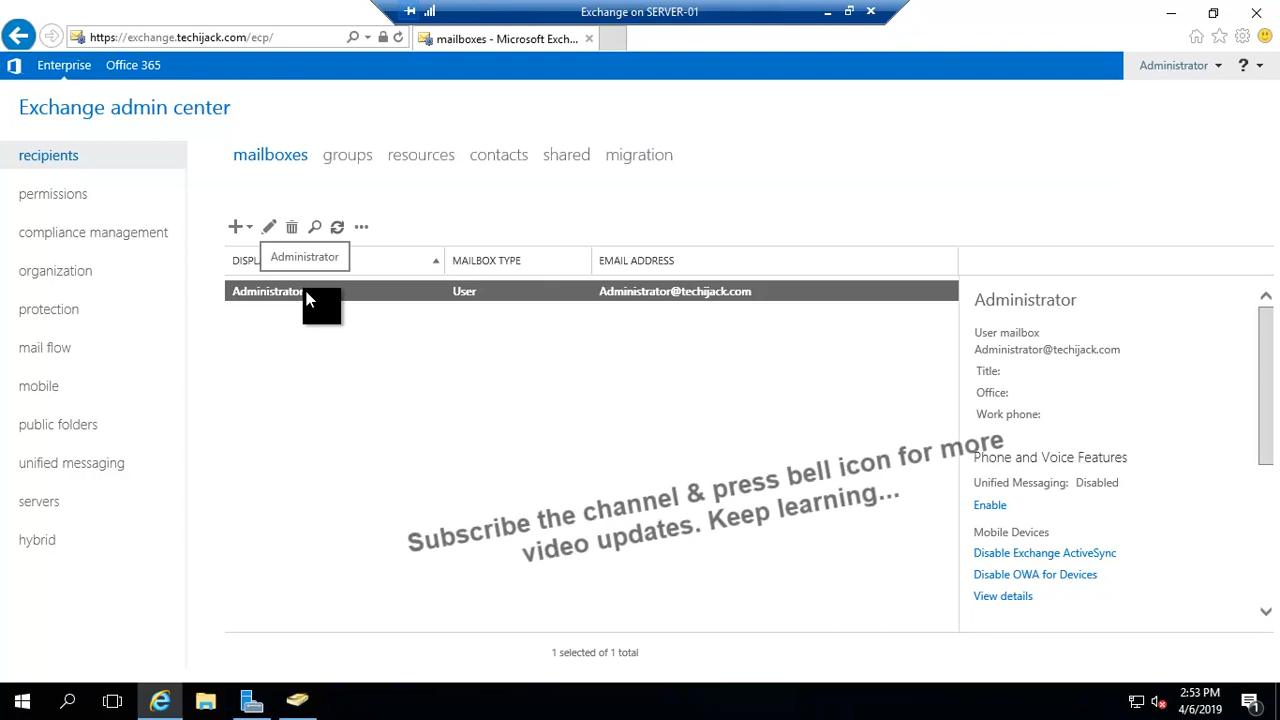 Exchange on SERVER-01
https://exchange.techijack.com/ecp/
mailboxes - Microsoft Exch...
Enterprise
Office 365
Administrator
?
Exchange admin center
recipients
permissions
compliance management
organization
protection
mail flow
mobile
public folders
unified messaging
servers
hybrid
mailboxes
groups
resources
contacts
shared
migration
Administrator
MAILBOX TYPE
EMAIL ADDRESS
Administrator
User
Administrator@techijack.com
Administrator
User mailbox
Administrator@techijack.com
Title:
Office:
Work phone:
Phone and Voice Features
Unified Messaging: Disabled
Enable
Mobile Devices
Disable Exchange ActiveSync
Disable OWA for Devices
View details
Subscribe the channel & press bell icon for more
video updates. Keep learning...
1 selected of 1 total
2:53 PM
4/6/2019
1